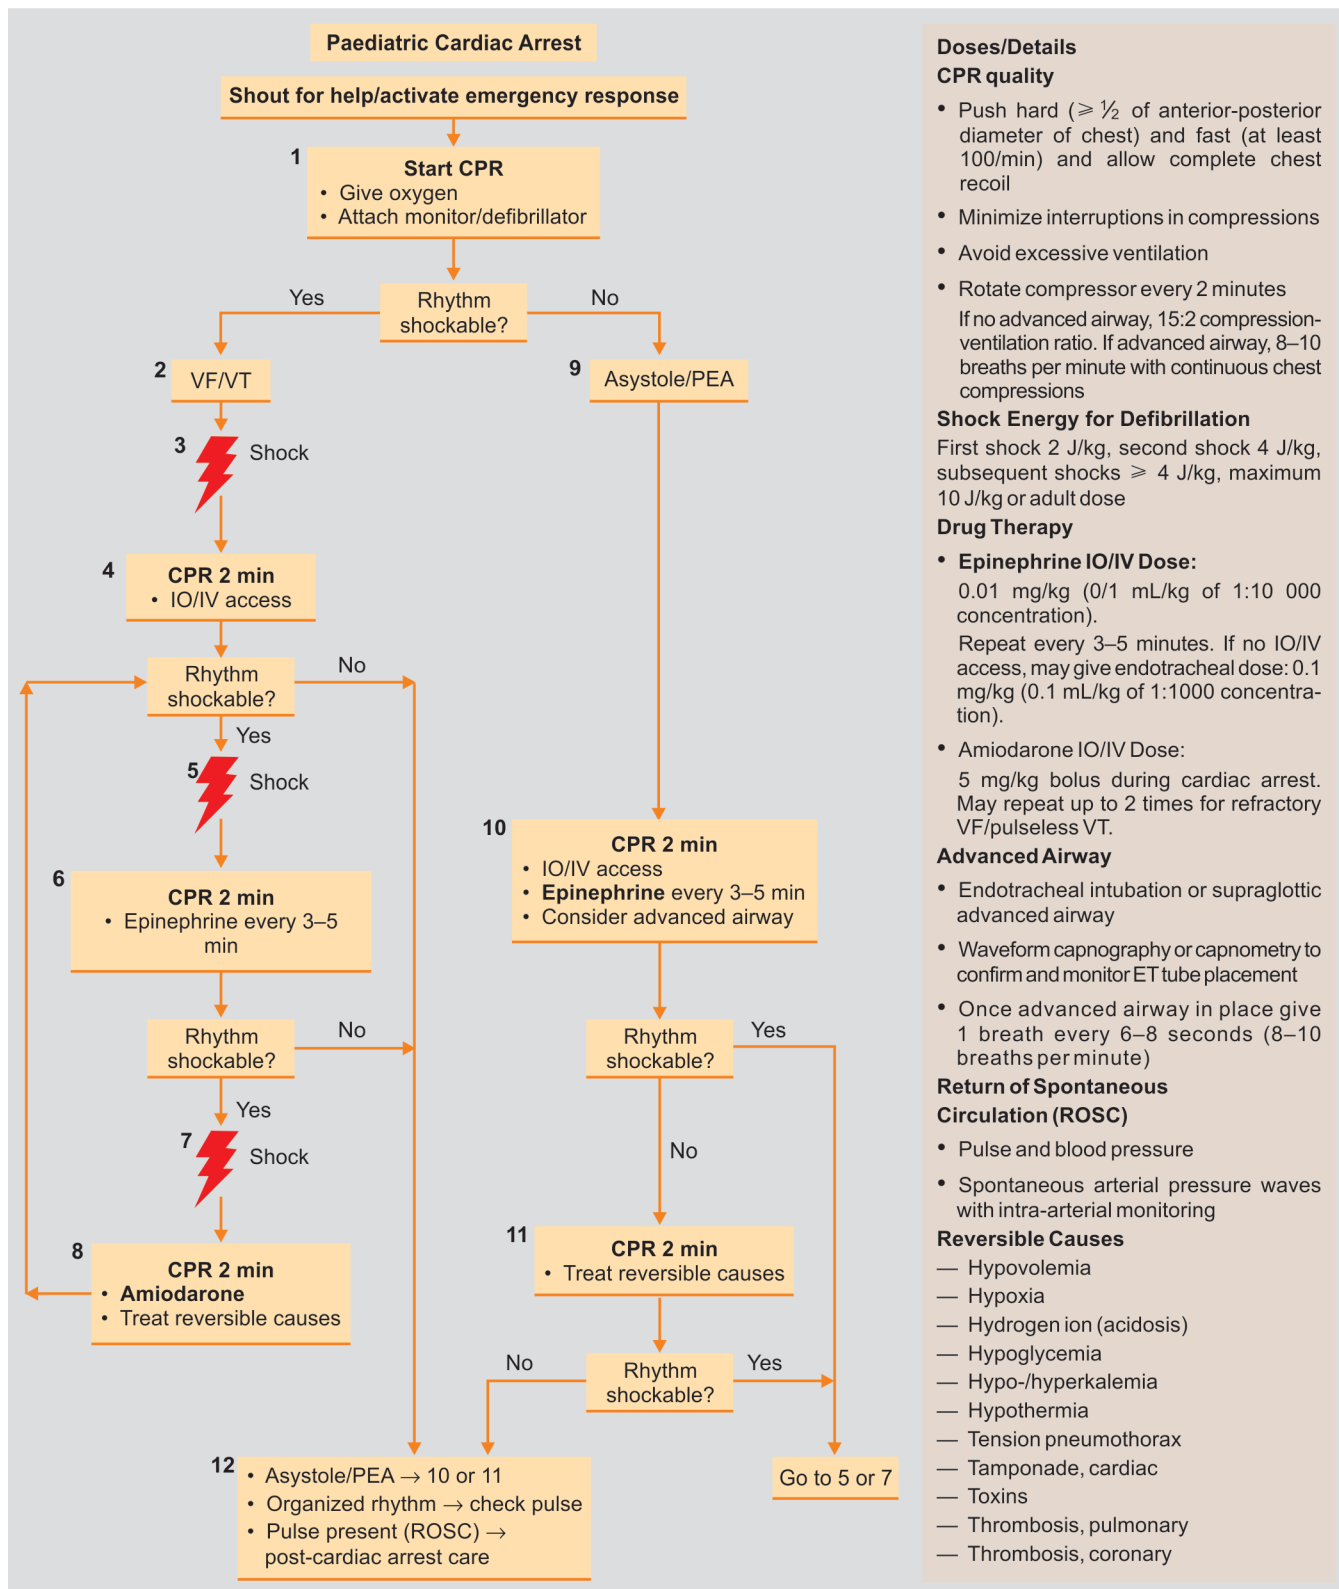 Paediatric Cardiac Arrest
Shout for help/activate emergency response
1
Start CPR
• Give oxygen
• Attach monitor/defibrillator
Rhythm
shockable?
Yes
No
2
VF/VT
3
Shock
4
CPR 2 min
• IO/IV access
Rhythm
shockable?
No
Yes
5
Shock
6
CPR 2 min
• Epinephrine every 3–5
min
Rhythm
shockable?
No
Yes
7
Shock
8
CPR 2 min
• Amiodarone
• Treat reversible causes
9
Asystole/PEA
10
CPR 2 min
• IO/IV access
• Epinephrine every 3–5 min
• Consider advanced airway
Rhythm
shockable?
Yes
No
11
CPR 2 min
• Treat reversible causes
Rhythm
shockable?
No
Yes
12
• Asystole/PEA → 10 or 11
• Organized rhythm → check pulse
• Pulse present (ROSC) →
post-cardiac arrest care
Go to 5 or 7
Doses/Details
CPR quality
• Push hard (⩾ ½ of anterior-posterior
diameter of chest) and fast (at least
100/min) and allow complete chest
recoil
• Minimize interruptions in compressions
• Avoid excessive ventilation
• Rotate compressor every 2 minutes
If no advanced airway, 15:2 compression-
ventilation ratio. If advanced airway, 8–10
breaths per minute with continuous chest
compressions
Shock Energy for Defibrillation
First shock 2 J/kg, second shock 4 J/kg,
subsequent shocks ⩾ 4 J/kg, maximum
10 J/kg or adult dose
Drug Therapy
• Epinephrine IO/IV Dose:
0.01 mg/kg (0/1 mL/kg of 1:10 000
concentration).
Repeat every 3–5 minutes. If no IO/IV
access, may give endotracheal dose: 0.1
mg/kg (0.1 mL/kg of 1:1000 concentra-
tion).
• Amiodarone IO/IV Dose:
5 mg/kg bolus during cardiac arrest.
May repeat up to 2 times for refractory
VF/pulseless VT.
Advanced Airway
• Endotracheal intubation or supraglottic
advanced airway
• Waveform capnography or capnometry to
confirm and monitor ET tube placement
• Once advanced airway in place give
1 breath every 6–8 seconds (8–10
breaths per minute)
Return of Spontaneous
Circulation (ROSC)
• Pulse and blood pressure
• Spontaneous arterial pressure waves
with intra-arterial monitoring
Reversible Causes
— Hypovolemia
— Hypoxia
— Hydrogen ion (acidosis)
— Hypoglycemia
— Hypo-/hyperkalemia
— Hypothermia
— Tension pneumothorax
— Tamponade, cardiac
— Toxins
— Thrombosis, pulmonary
— Thrombosis, coronary